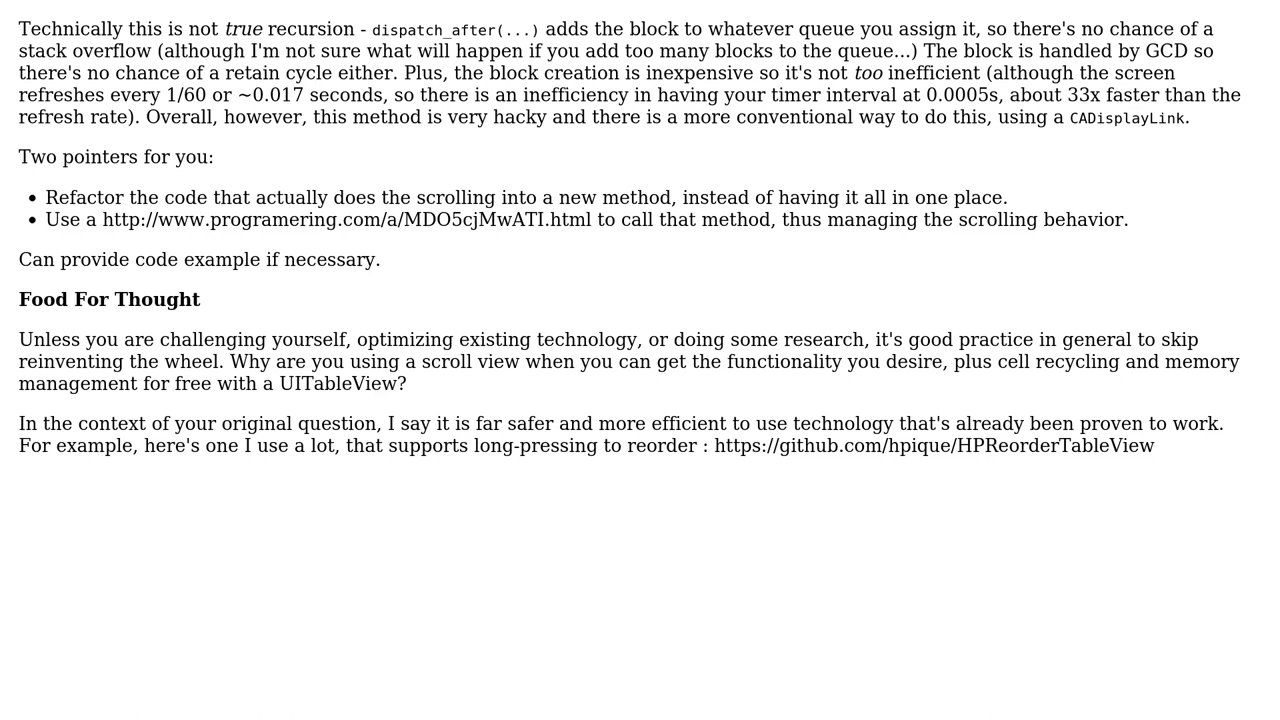 Technically this is not true recursion - dispatch_after(...) adds the block to whatever queue you assign it, so there's no chance of a
stack overflow (although I'm not sure what will happen if you add too many blocks to the queue...) The block is handled by GCD so
there's no chance of a retain cycle either. Plus, the block creation is inexpensive so it's not too inefficient (although the screen
refreshes every 1/60 or ~0.017 seconds, so there is an inefficiency in having your timer interval at 0.0005s, about 33x faster than the
refresh rate). Overall, however, this method is very hacky and there is a more conventional way to do this, using a CADisplayLink.
Two pointers for you:
• Refactor the code that actually does the scrolling into a new method, instead of having it all in one place.
• Use a http://www.programering.com/a/MDO5cjMwATI.html to call that method, thus managing the scrolling behavior.
Can provide code example if necessary.
Food For Thought
Unless you are challenging yourself, optimizing existing technology, or doing some research, it's good practice in general to skip
reinventing the wheel. Why are you using a scroll view when you can get the functionality you desire, plus cell recycling and memory
management for free with a UITableView?
In the context of your original question, I say it is far safer and more efficient to use technology that's already been proven to work.
For example, here's one I use a lot, that supports long-pressing to reorder : https://github.com/hpique/HPReorderTableView